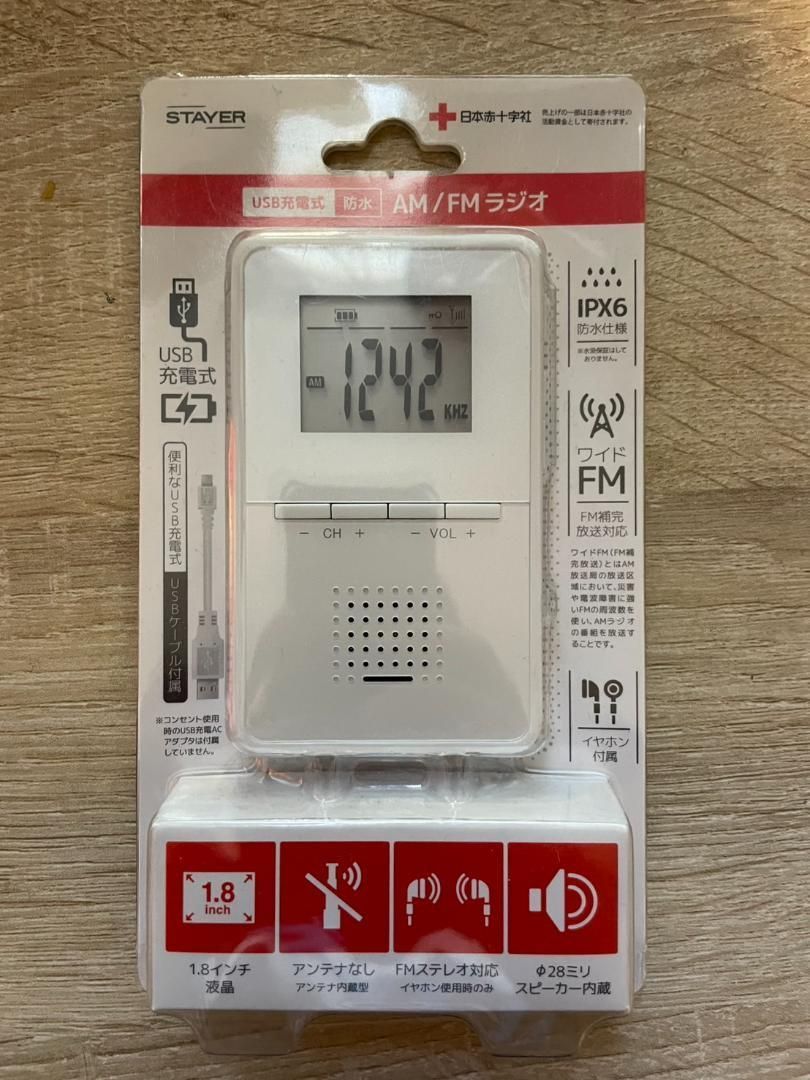 STAYER
日本赤十字社
売上げの一部は日本赤十字社の
活動資金として寄付されます。
USB充電式 防水 AM/FMラジオ
USB
充電式
便利なUSB充電式
USBケーブル付属
※コンセント使用
時のUSB充電AC
アダプタは付属
していません。
AM 1242 KHZ
− CH + − VOL +
IPX6
防水仕様
※水没保証はして
おりません。
ワイド
FM
FM補完
放送対応
ワイドFM(FM補
完放送)とはAM
放送局の放送区
域において、災害
や電波障害に強
いFMの周波数を
使い、AMラジオ
の番組を放送す
ることです。
イヤホン
付属
1.8
inch
1.8インチ
液晶
アンテナなし
アンテナ内蔵型
FMステレオ対応
イヤホン使用時のみ
φ28ミリ
スピーカー内蔵